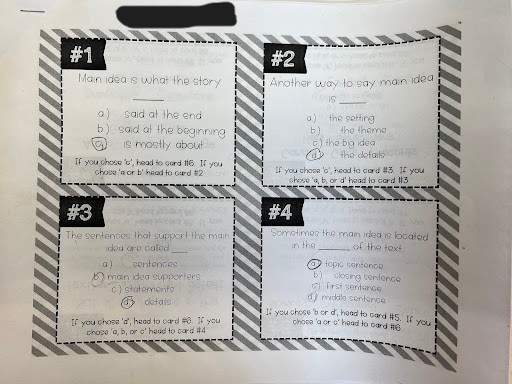 #1
Main idea is what the story
____
a) said at the end
b) said at the beginning
c) is mostly about
If you chose 'c', head to card #6. If you
chose 'a or b' head to card #2
#2
Another way to say main idea
is ____
a) the setting
b) the theme
c) the big idea
d) the details
If you chose 'c', head to card #3. If you
chose 'a, b, or d' head to card #3
#3
The sentences that support the main
idea are called ____
a) sentences
b) main idea supporters
c) statements
d) details
If you chose 'd', head to card #6. If you
chose 'a, b, or c' head to card #4
#4
Sometimes the main idea is located
in the ____ of the text
a) topic sentence
b) closing sentence
c) first sentence
d) middle sentence
If you chose 'b or d', head to card #5. If you
chose 'a or c' head to card #6